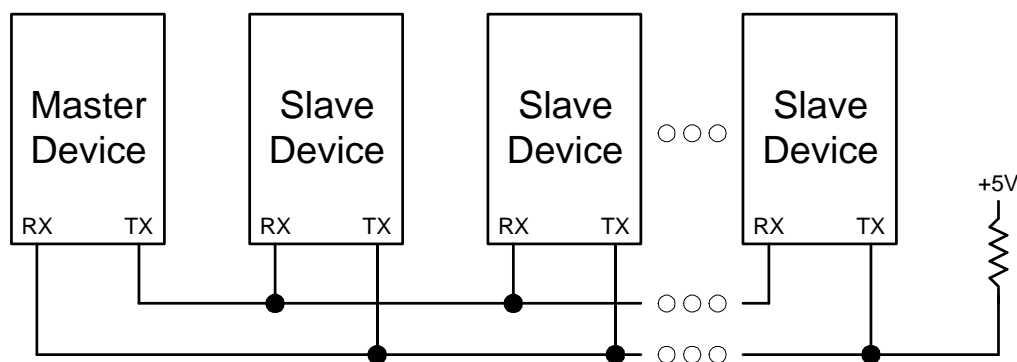 Master
Device
Slave
Device
Slave
Device
Slave
Device
+5V
RX TX
RX TX
RX TX
RX TX